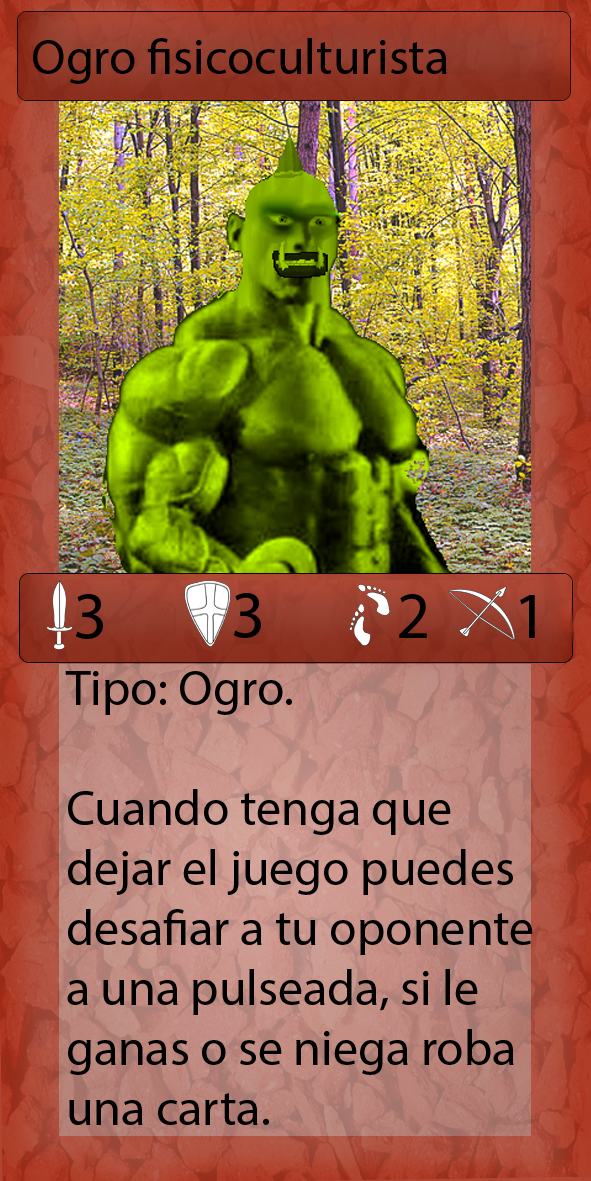 Ogro fisicoculturista
3 3 2 1
Tipo: Ogro.
Cuando tenga que
dejar el juego puedes
desafiar a tu oponente
a una pulseada, si le
ganas o se niega roba
una carta.